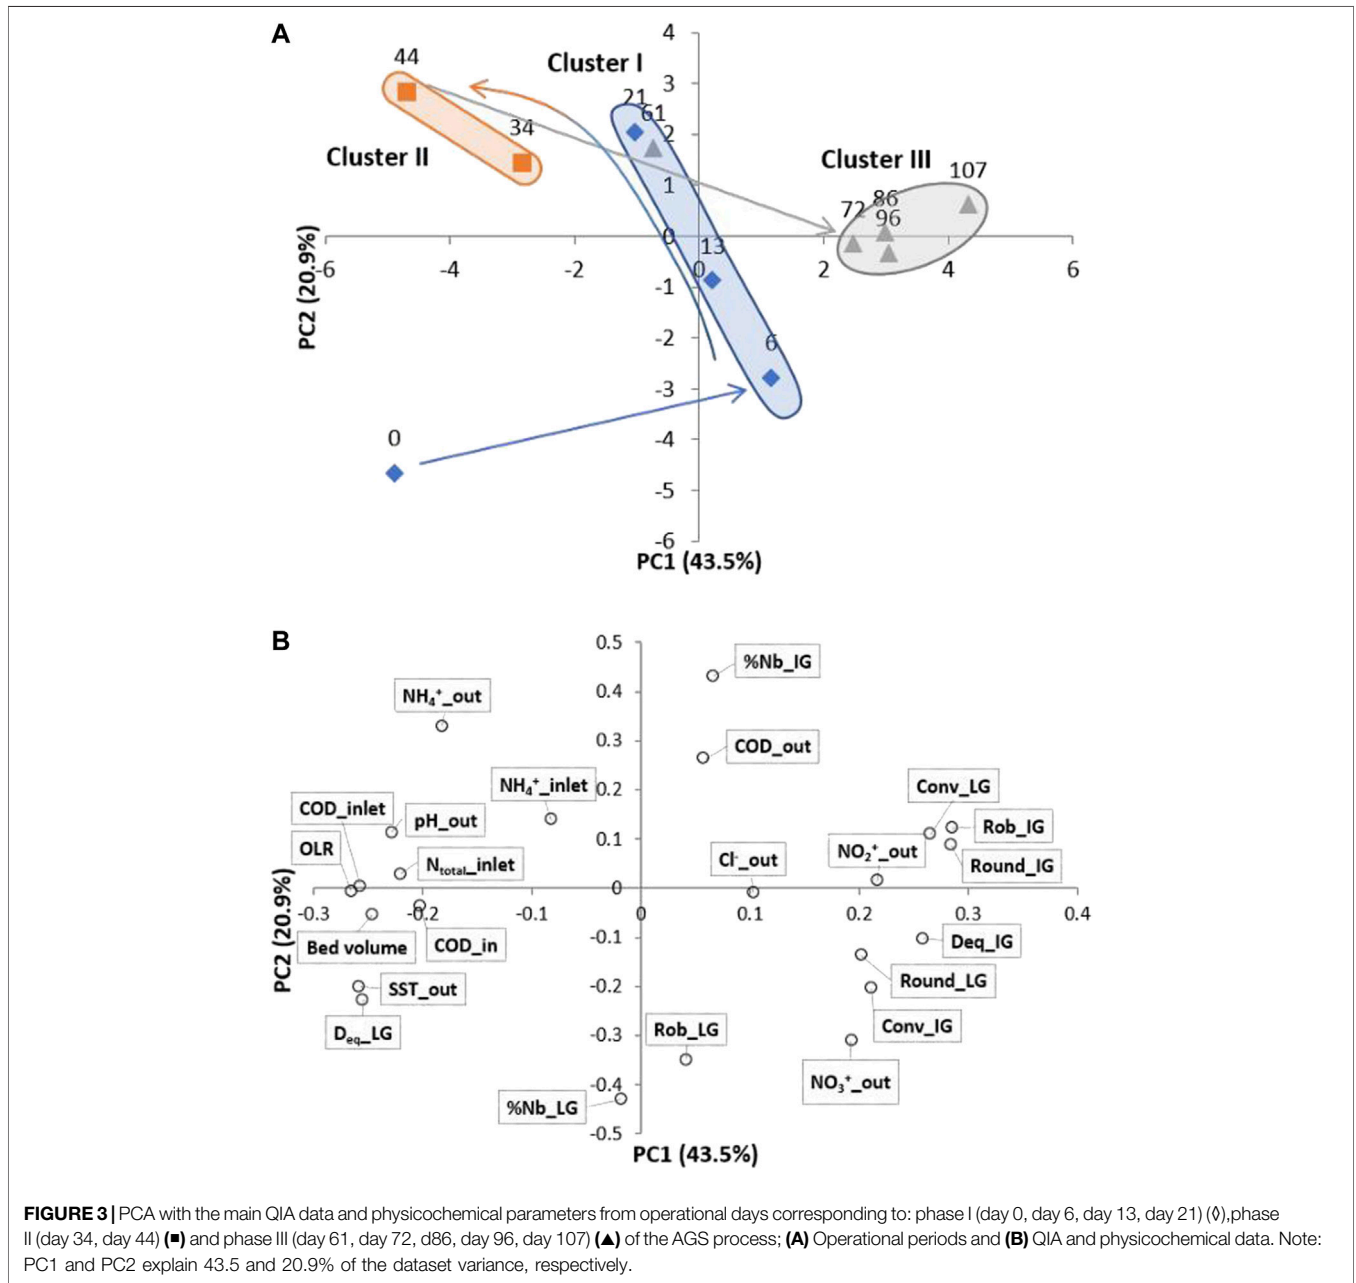 A
4
44
Cluster I
3
21
61
34
2
Cluster II
Cluster III
107
1
72
86
96
0
13
-6
-4
-2
0
2
4
6
-1
-2
6
-3
PC2 (20.9%)
0
-4
-5
-6
PC1 (43.5%)
B
0.5
%Nb_IG
NH₄⁺_out
0.4
0.3
COD_out
NH₄⁺_inlet
0.2
Conv_LG
COD_inlet
pH_out
0.1
Rob_IG
OLR
Cl⁻_out
NO₂⁺_out
Round_IG
Nₜₒₜₐₗ_inlet
0
-0.3
-0.2
-0.1
0
0.1
0.2
0.3
0.4
PC2 (20.9%)
Bed volume
COD_in
-0.1
Deq_IG
SST_out
-0.2
Round_LG
D_eq_LG
Rob_LG
-0.3
Conv_IG
-0.4
NO₃⁺_out
%Nb_LG
-0.5
PC1 (43.5%)
FIGURE 3 | PCA with the main QIA data and physicochemical parameters from operational days corresponding to: phase I (day 0, day 6, day 13, day 21) (◊),phase
II (day 34, day 44) (■) and phase III (day 61, day 72, d86, day 96, day 107) (▲) of the AGS process; (A) Operational periods and (B) QIA and physicochemical data. Note:
PC1 and PC2 explain 43.5 and 20.9% of the dataset variance, respectively.